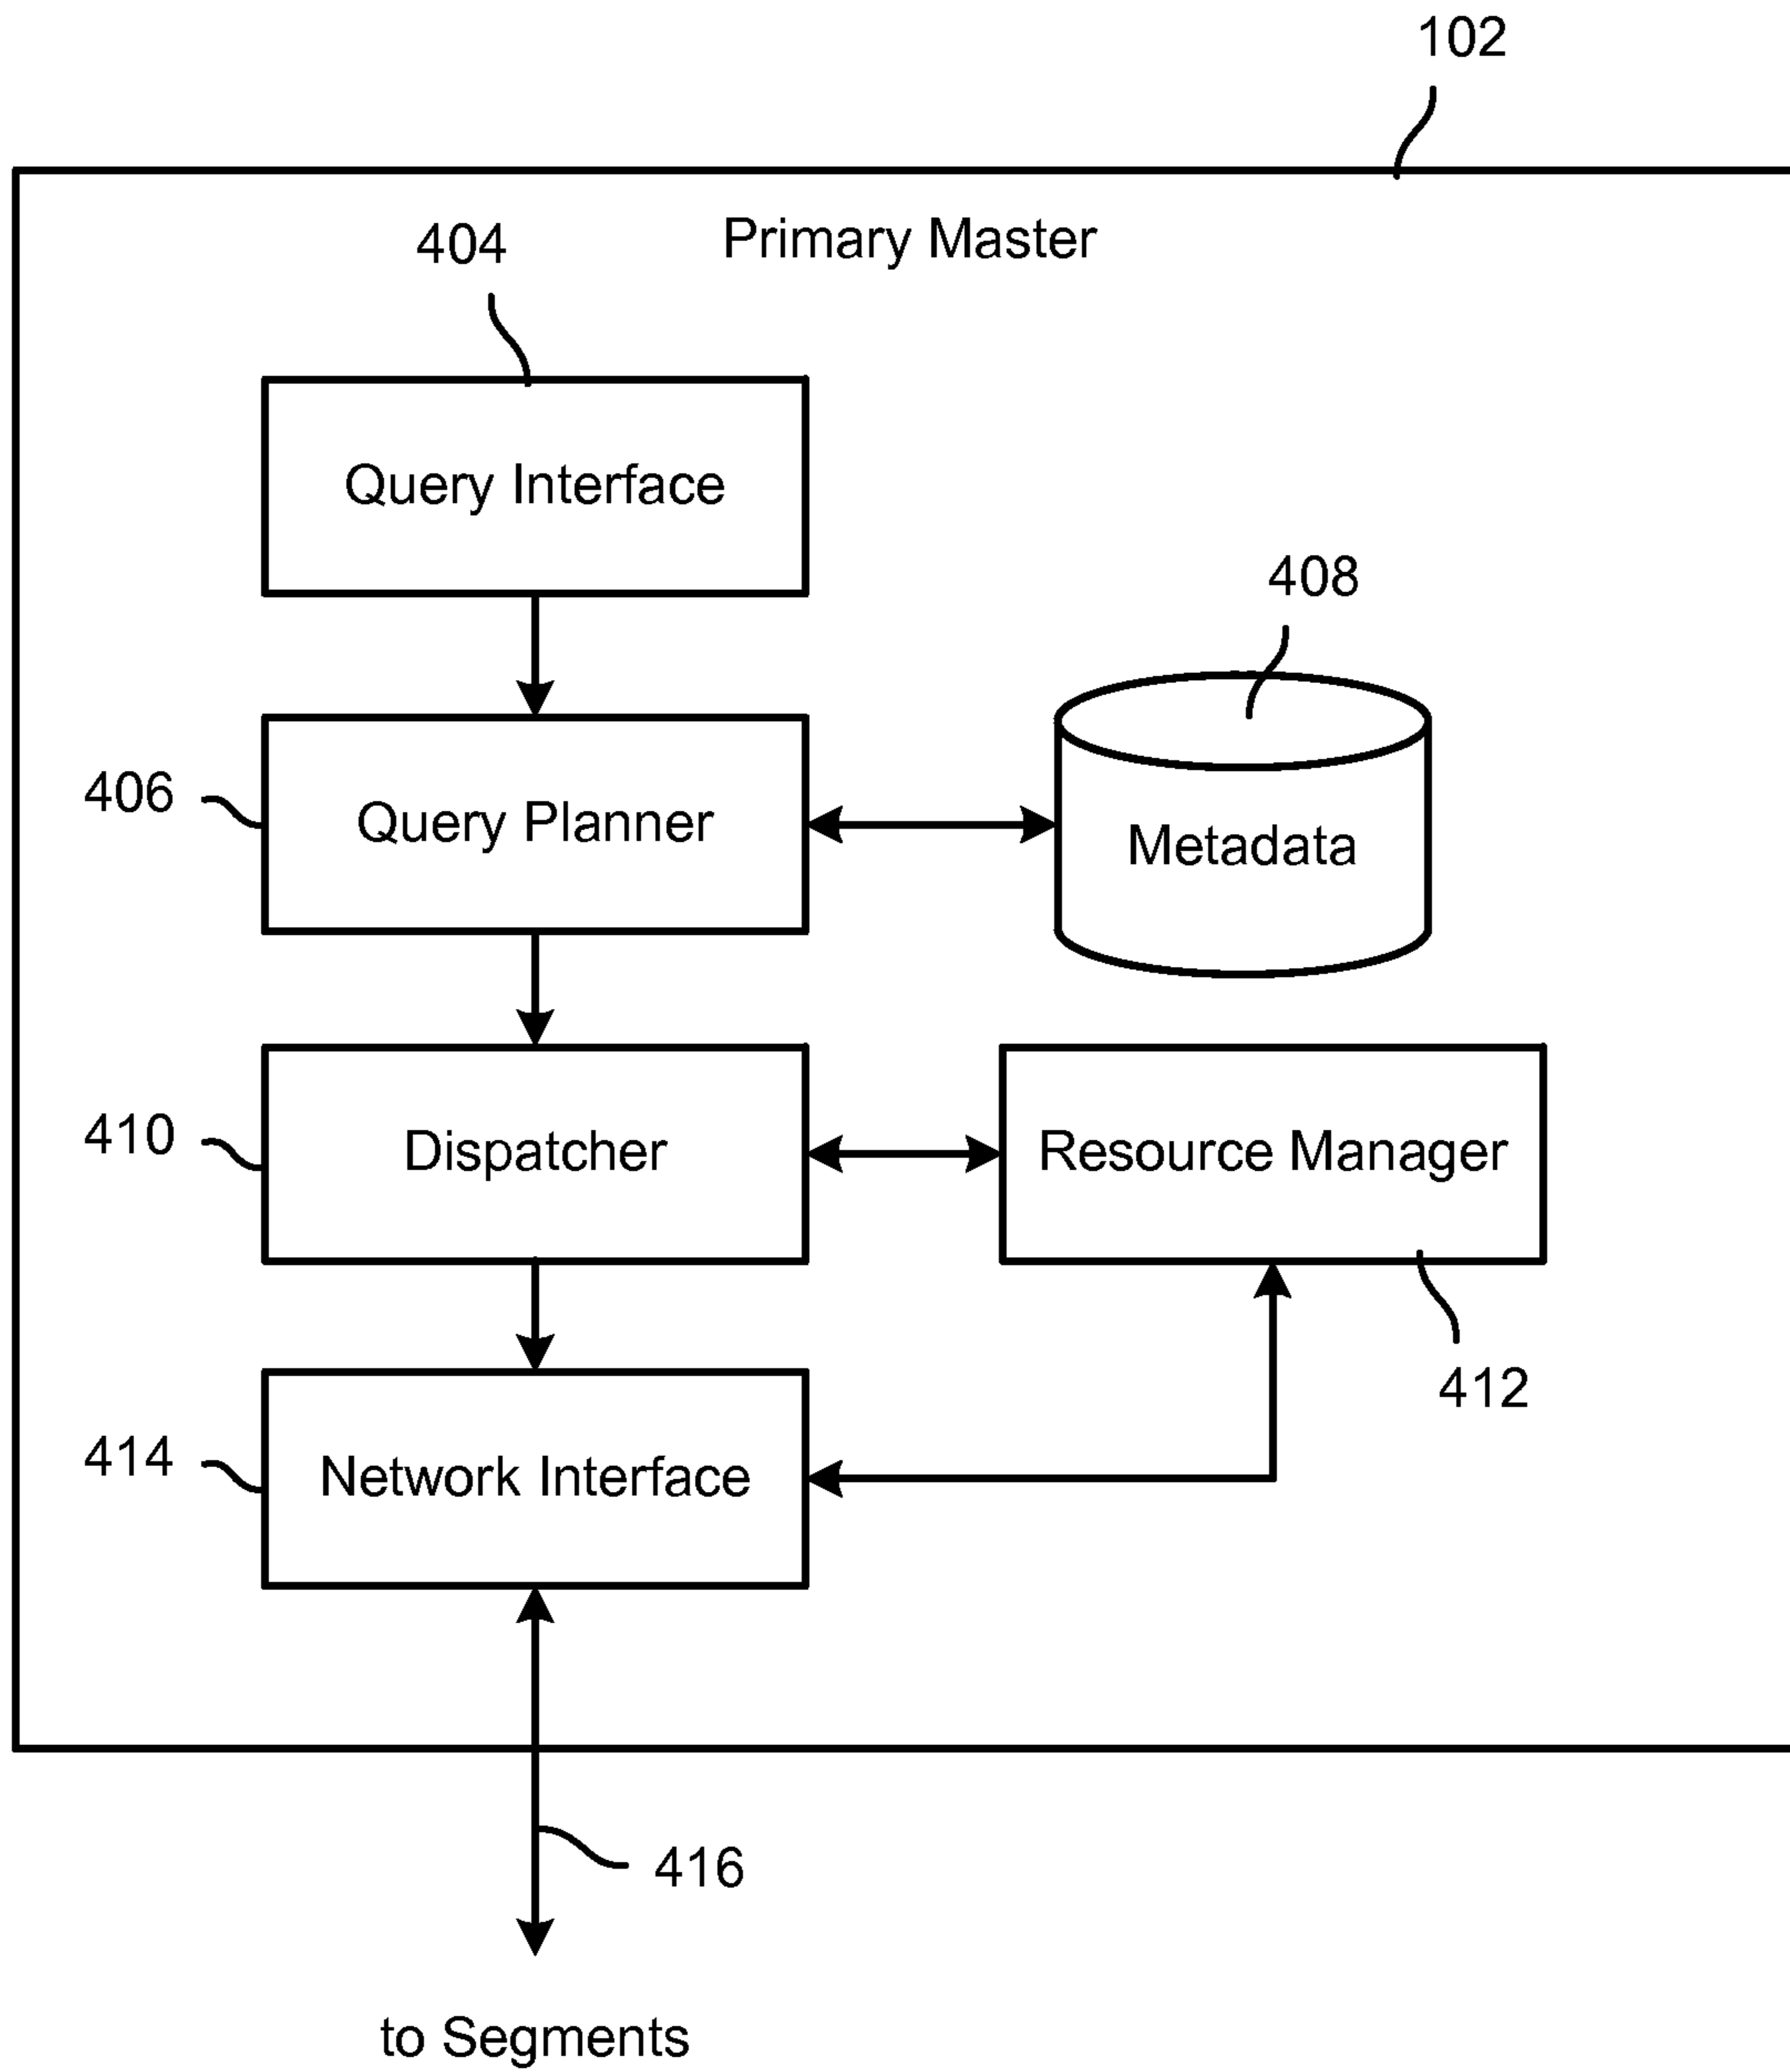 102
Primary Master
404
Query Interface
408
406
Query Planner
Metadata
410
Dispatcher
Resource Manager
412
414
Network Interface
416
to Segments